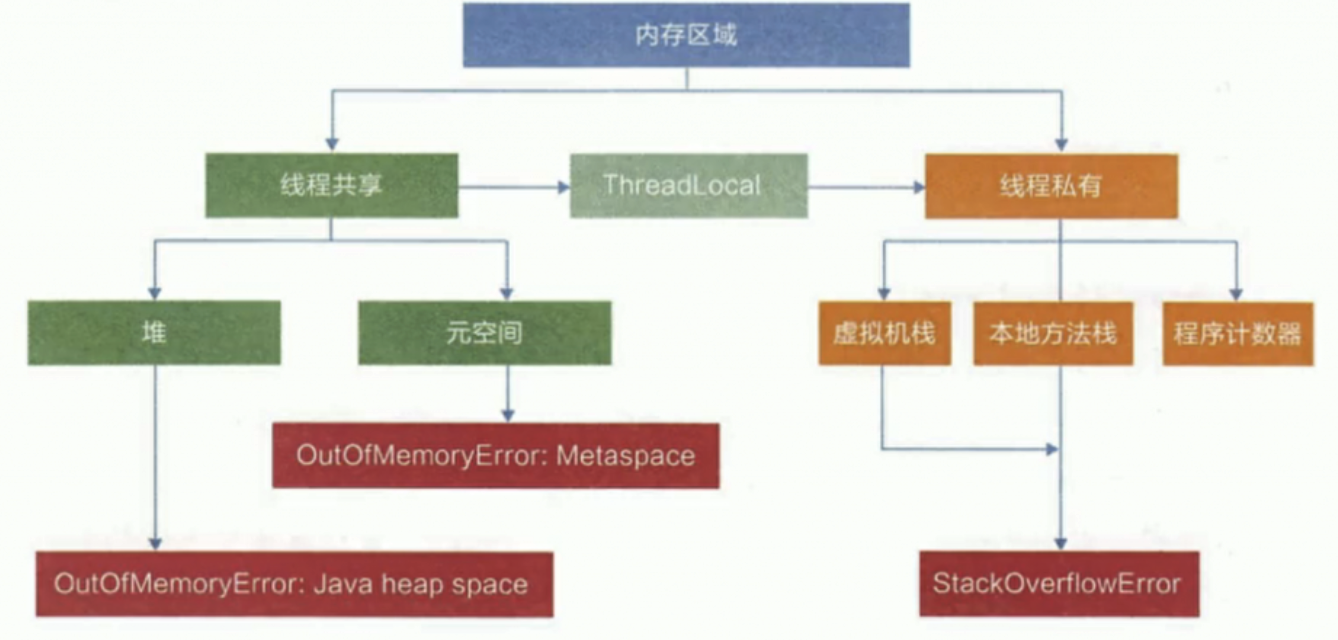 内存区域
线程共享
ThreadLocal
线程私有
堆
元空间
虚拟机栈
本地方法栈
程序计数器
OutOfMemoryError: Metaspace
OutOfMemoryError: Java heap space
StackOverflowError